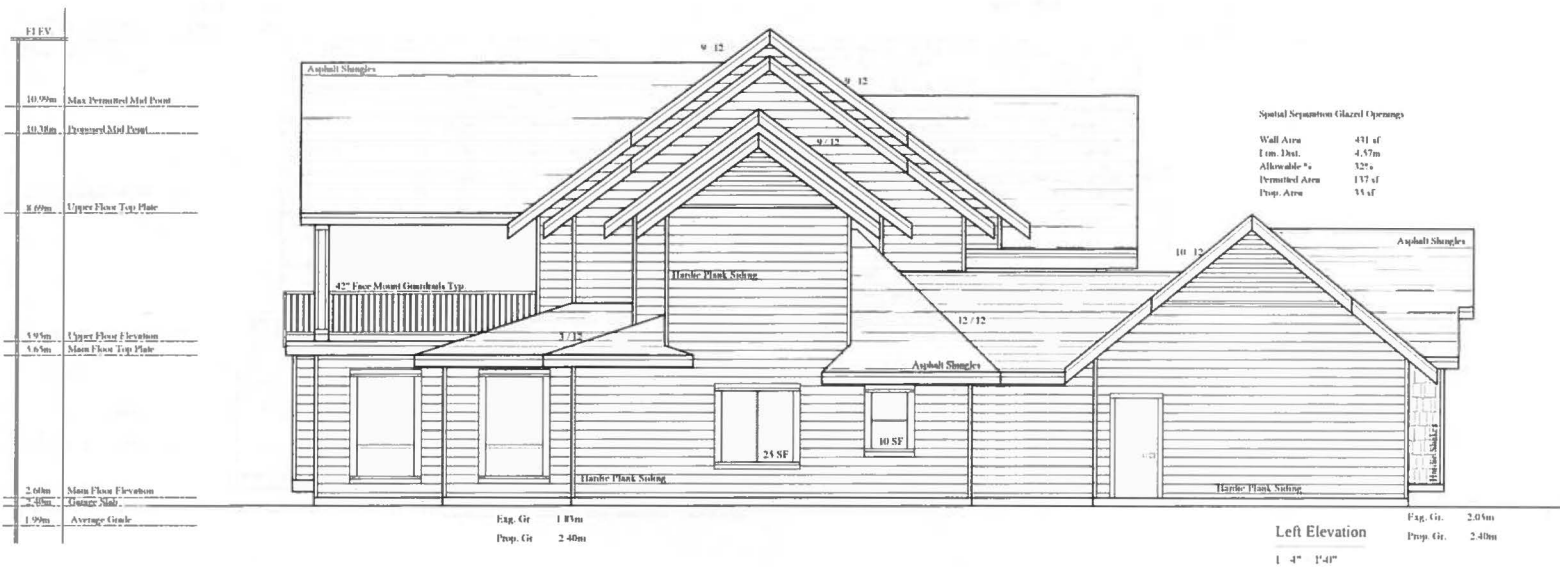 ELEV.
10.99m Max Permitted Mid Point
10.38m Proposed Mid Point
8.69m Upper Floor Top Plate
5.95m Upper Floor Elevation
5.65m Main Floor Top Plate
2.60m Main Floor Elevation
2.40m Garage Slab
1.99m Average Grade
Asphalt Shingles
9 12
9 12
9 / 12
42" Face Mount Guardrails Typ.
Hardie Plank Siding
3 / 12
12 / 12
Asphalt Shingles
25 SF
10 SF
Hardie Plank Siding
Exg. Gr 1.83m
Prop. Gr 2.40m
Spatial Separation Glazed Openings
Wall Area 431 sf
Lim. Dist. 4.57m
Allowable % 32%
Permitted Area 137 sf
Prop. Area 35 sf
Asphalt Shingles
10 12
Hardie Shakes
Hardie Plank Siding
Left Elevation
4" 1'-0"
Exg. Gr. 2.05m
Prop. Gr. 2.40m